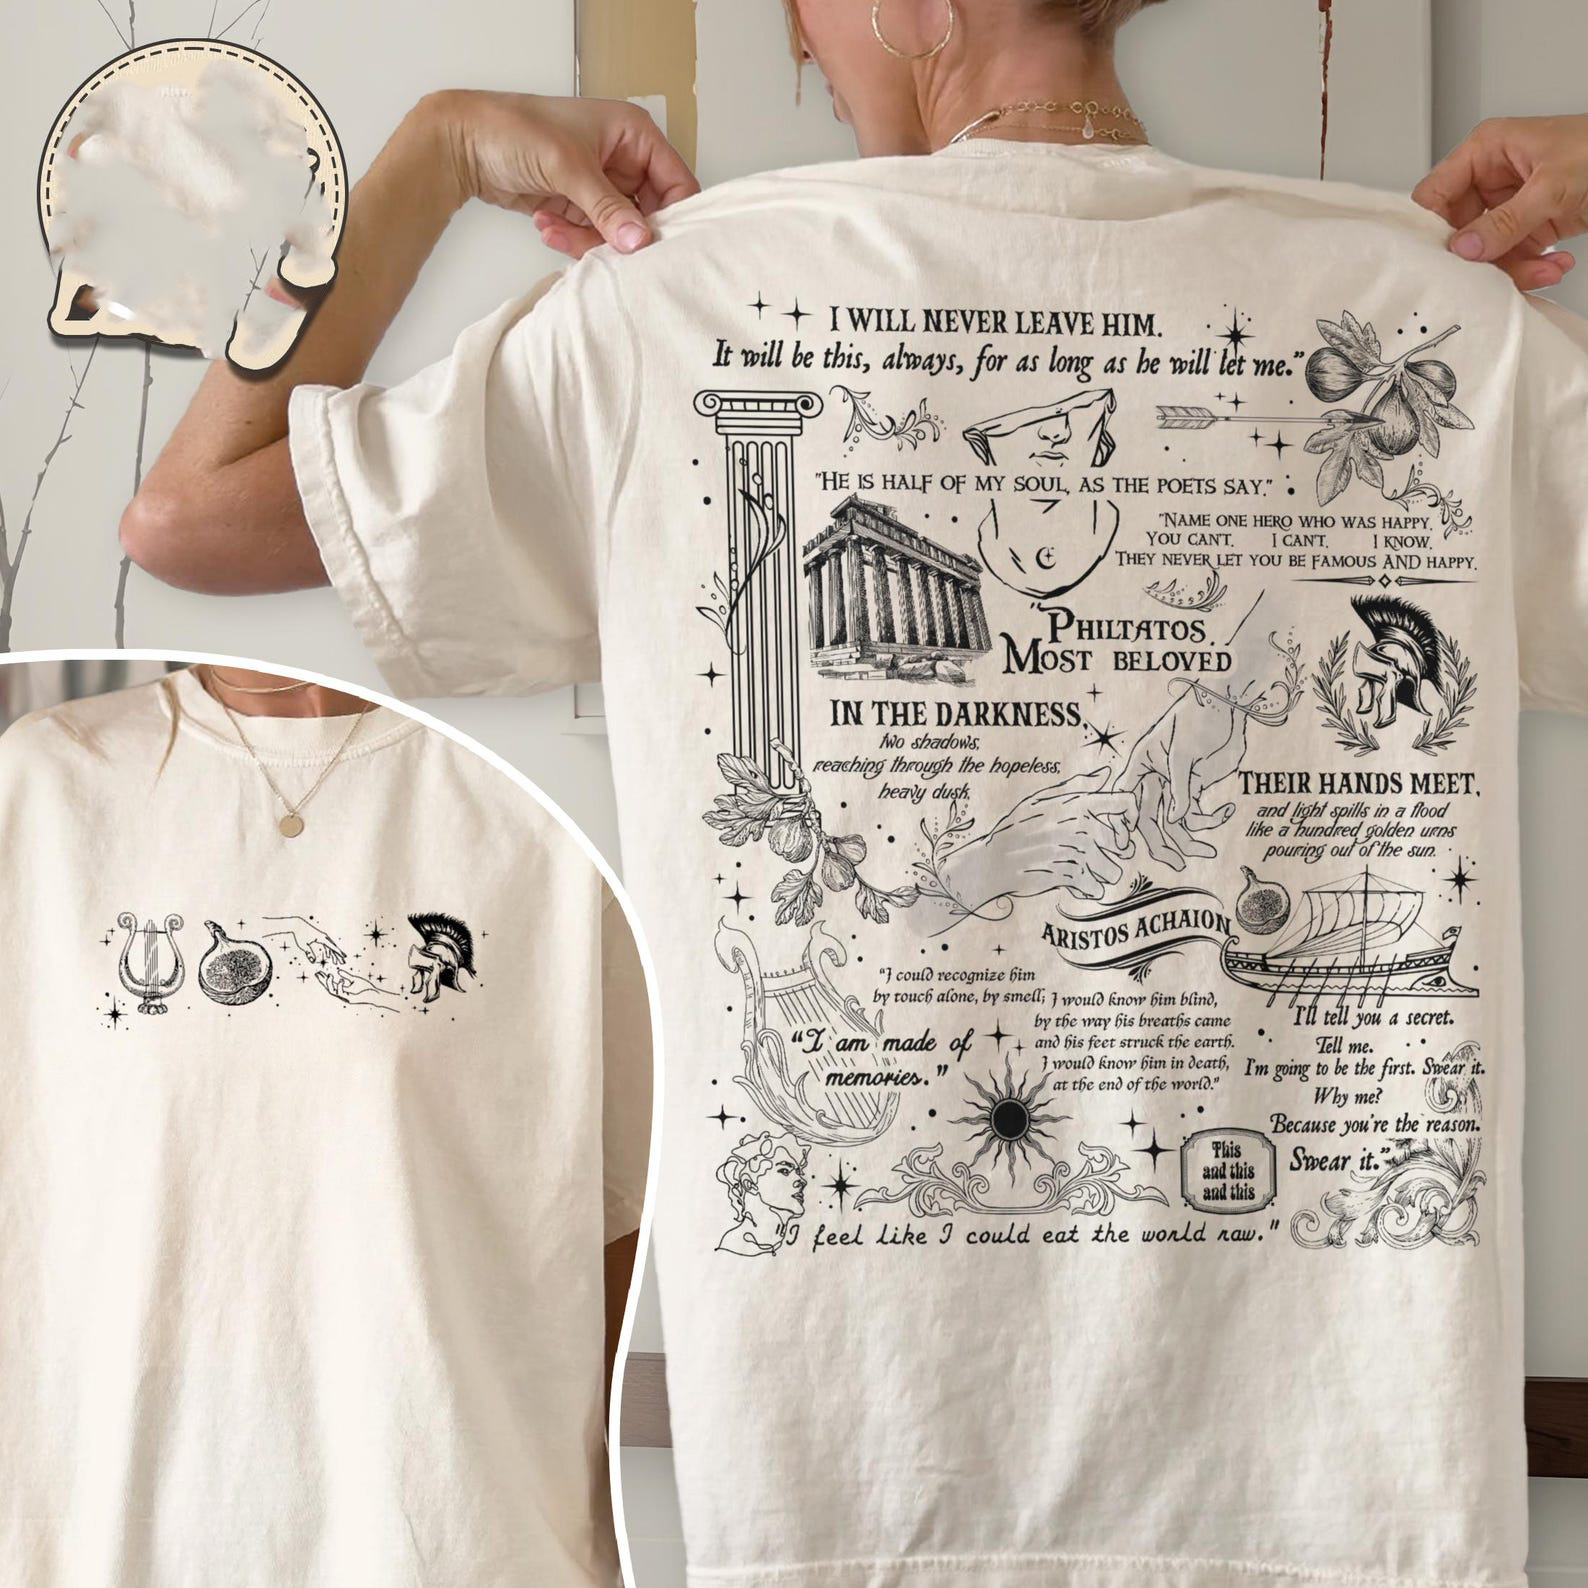 I WILL NEVER LEAVE HIM.
It will be this, always, for as long as he will let me."
"HE IS HALF OF MY SOUL, AS THE POETS SAY."
"NAME ONE HERO WHO WAS HAPPY.
YOU CAN'T. I CAN'T. I KNOW.
THEY NEVER LET YOU BE FAMOUS AND HAPPY.
"PHILTATOS
MOST BELOVED
IN THE DARKNESS,
two shadows,
reaching through the hopeless,
heavy dusk.
THEIR HANDS MEET,
and light spills in a flood
like a hundred golden urns
pouring out of the sun.
ARISTOS ACHAION
"I could recognize him
by touch alone, by smell; I would know him blind,
by the way his breaths came
and his feet struck the earth.
I would know him in death,
at the end of the world."
"I am made of
memories."
I'll tell you a secret.
Tell me.
I'm going to be the first. Swear it.
Why me?
Because you're the reason.
Swear it."
This
and this
and this
"I feel like I could eat the world raw."